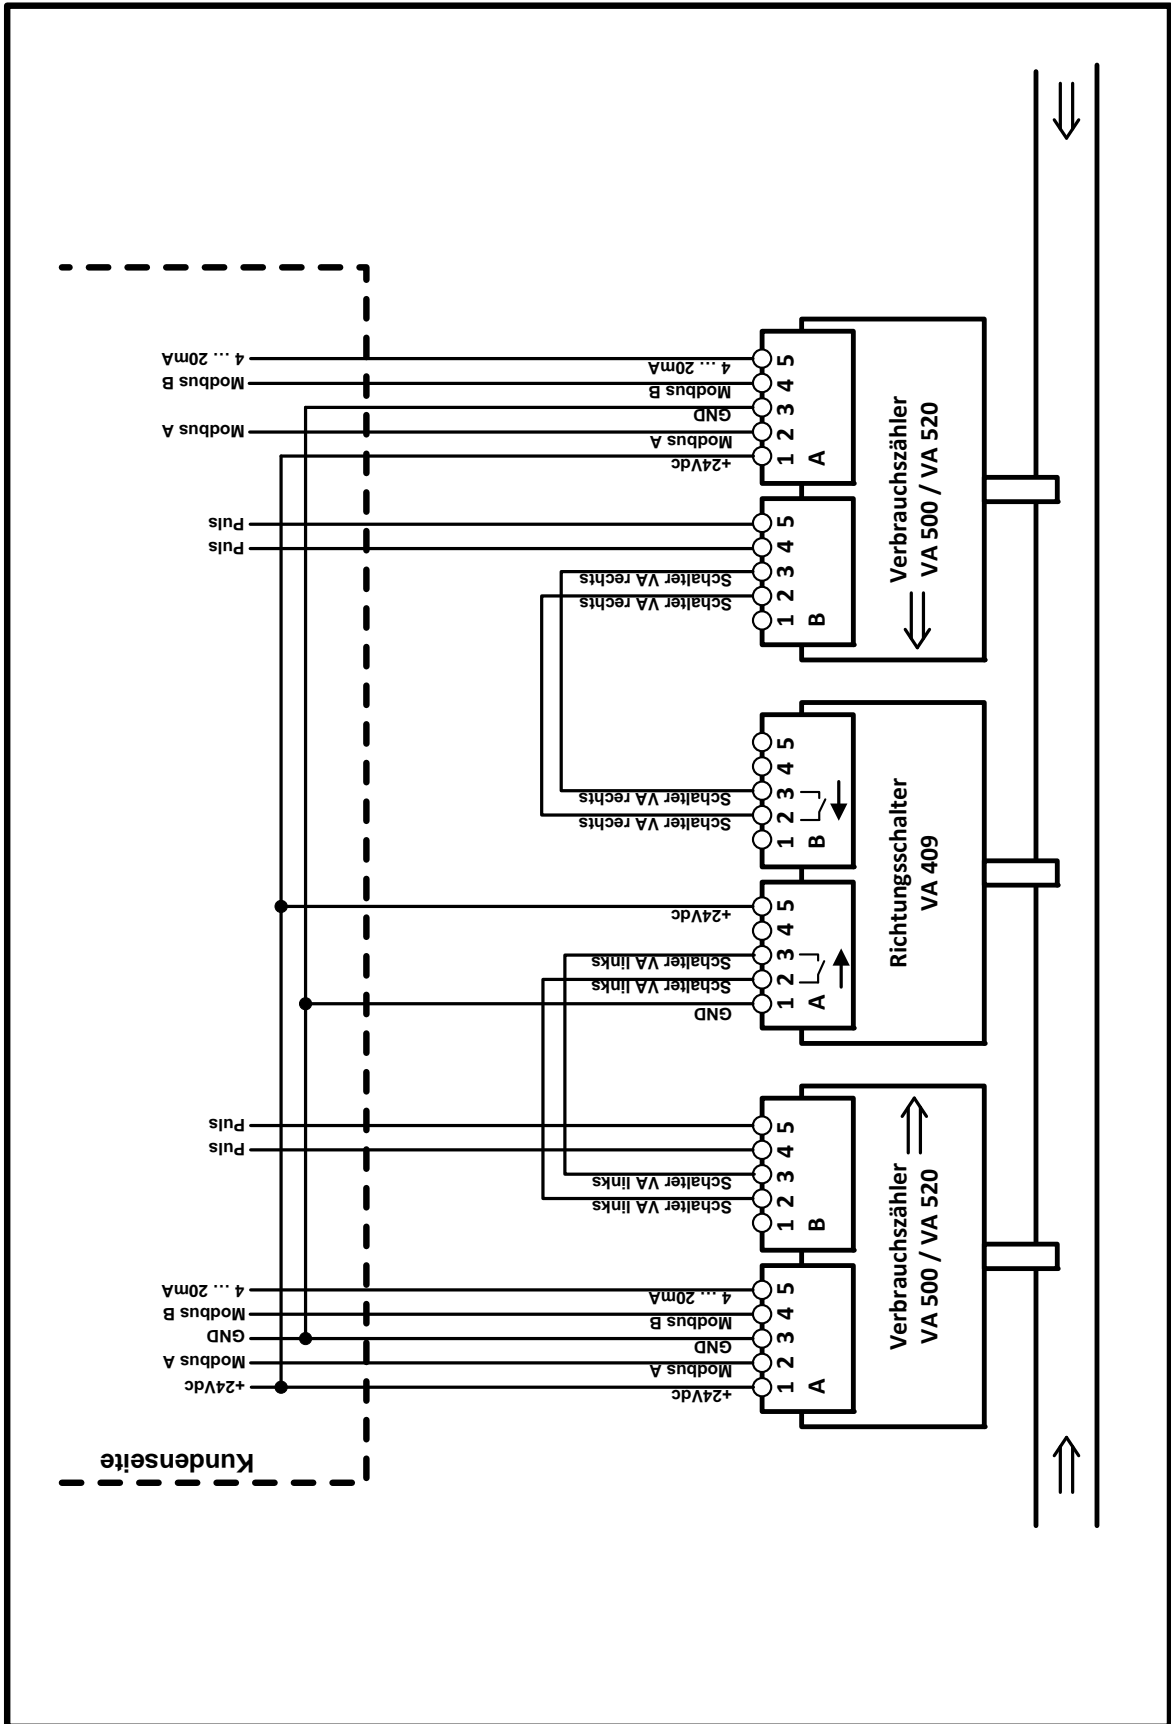 Kundenseite
+24Vdc
Modbus A
GND
Modbus B
4 ... 20mA
Puls
Puls
Puls
Puls
Modbus A
Modbus B
4 ... 20mA
+24Vdc
Modbus A
GND
Modbus B
4 ... 20mA
Schalter VA links
Schalter VA links
GND
Schalter VA links
Schalter VA links
+24Vdc
Schalter VA rechts
Schalter VA rechts
Schalter VA rechts
Schalter VA rechts
+24Vdc
Modbus A
GND
Modbus B
4 ... 20mA
1 2 3 4 5
A
1 2 3 4 5
B
Verbrauchszähler
VA 500 / VA 520
1 2 3 4 5
A
1 2 3 4 5
B
Richtungsschalter
VA 409
1 2 3 4 5
B
1 2 3 4 5
A
Verbrauchszähler
VA 500 / VA 520